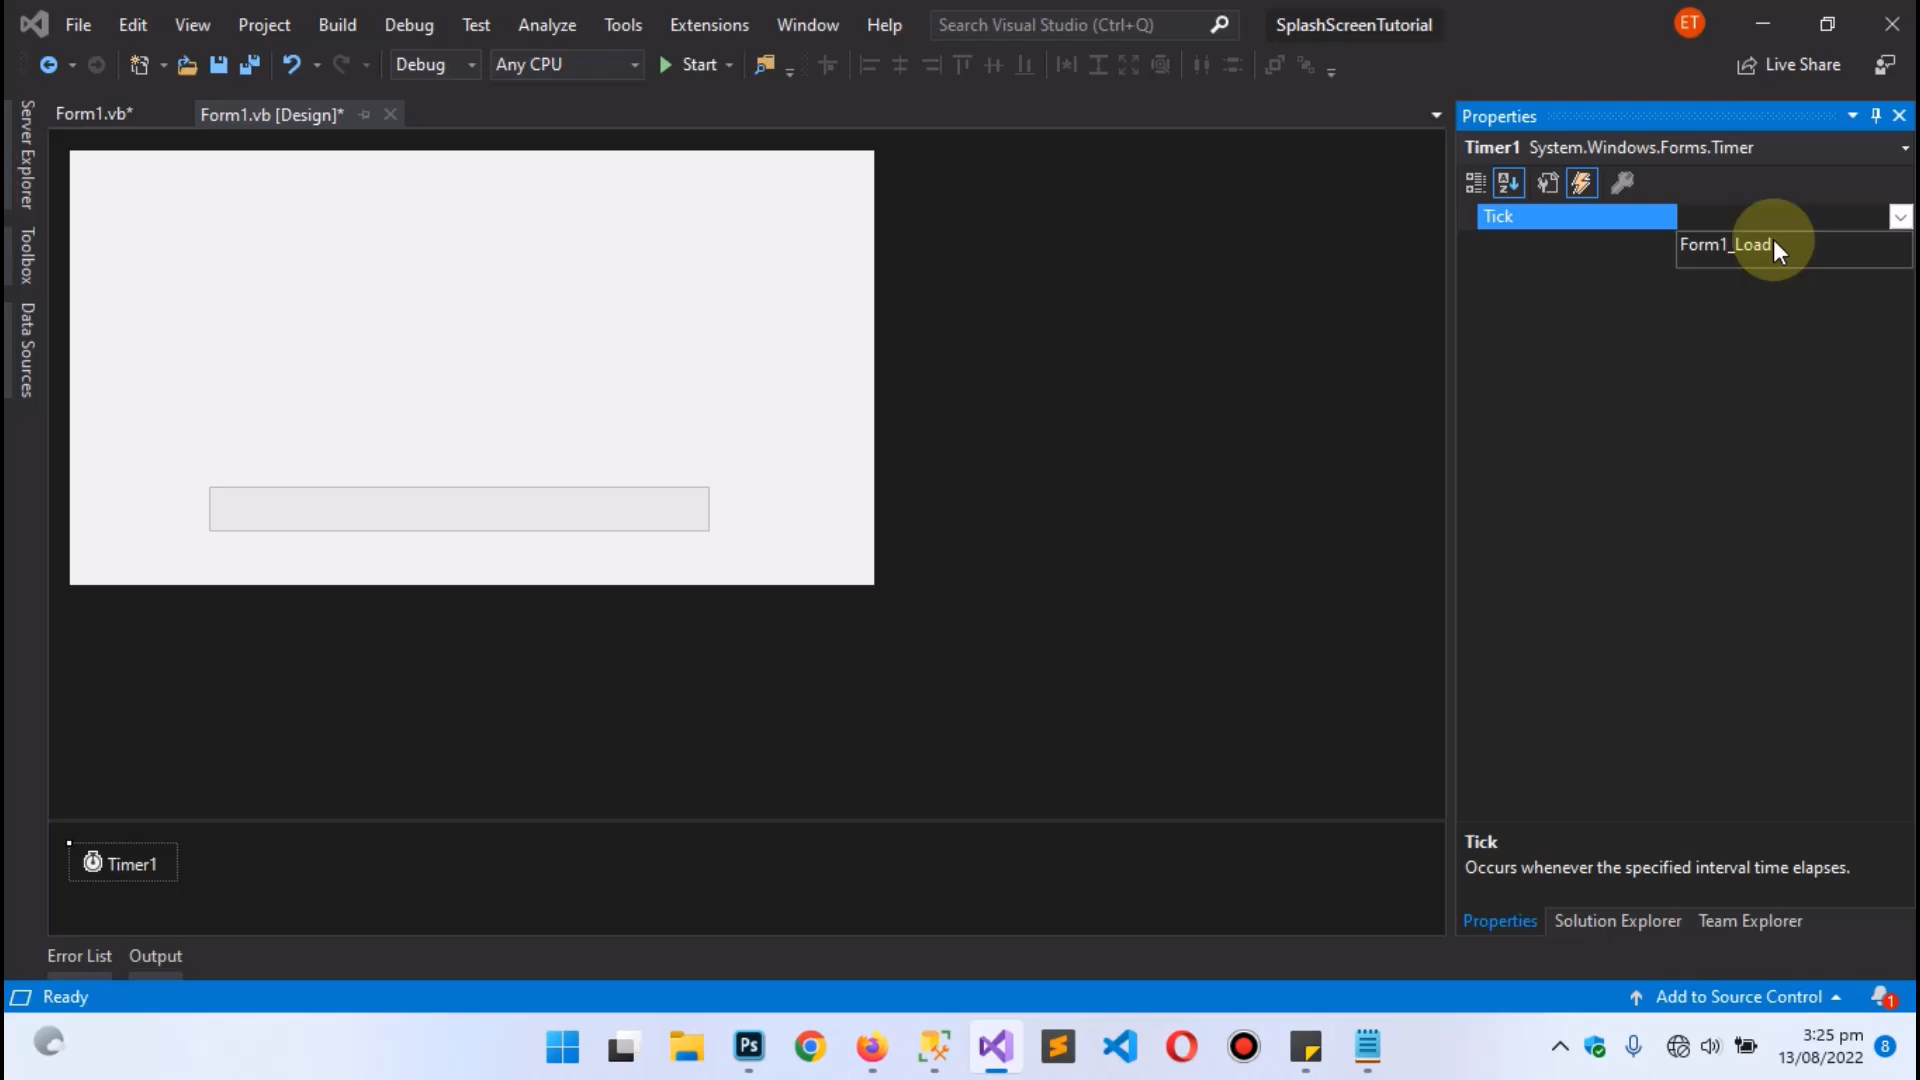 File Edit View Project Build Debug Test Analyze Tools Extensions Window Help Search Visual Studio (Ctrl+Q) SplashScreenTutorial ET
Debug Any CPU Start Live Share
Server Explorer
Toolbox
Data Sources
Form1.vb* Form1.vb [Design]*
Timer1
Properties
Timer1 System.Windows.Forms.Timer
Tick
Form1_Load
Tick
Occurs whenever the specified interval time elapses.
Properties Solution Explorer Team Explorer
Error List Output
Ready Add to Source Control 1
Ps
3:25 pm
13/08/2022 8